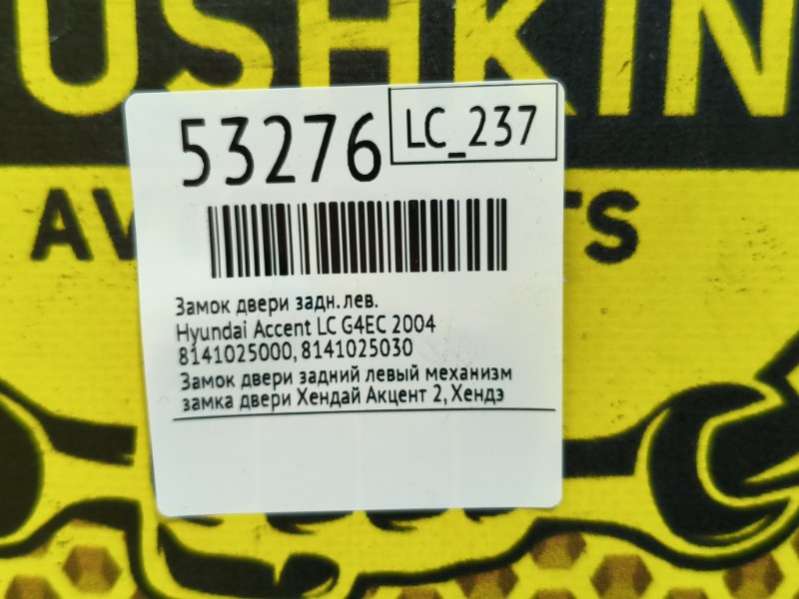 USHKIN
53276
LC_237
Замок двери задн.лев.
Hyundai Accent LC G4EC 2004
8141025000, 8141025030
Замок двери задний левый механизм
замка двери Хендай Акцент 2, Хендэ